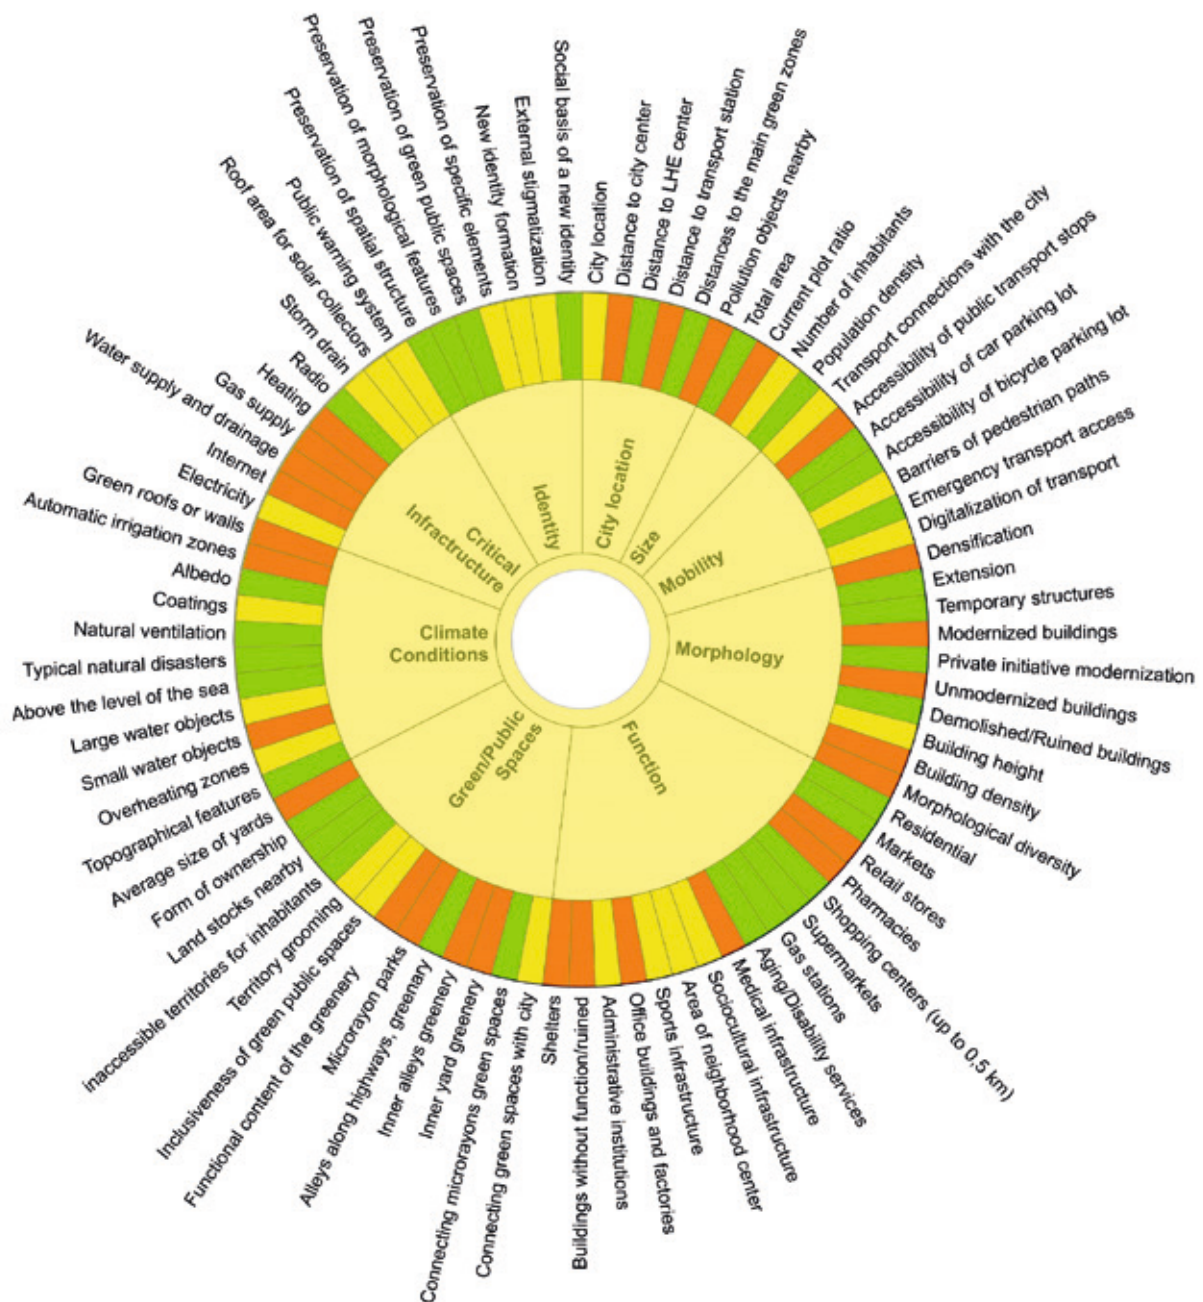 Social basis of a new identity
City location
Distance to city center
Distance to LHE center
Distance to transport station
Distances to the main green zones
Pollution objects nearby
Total area
Current plot ratio
Number of inhabitants
Population density
Transport connections with the city
Accessibility of public transport stops
Accessibility of car parking lot
Accessibility of bicycle parking lot
Barriers of pedestrian paths
Emergency transport access
Digitalization of transport
Densification
Extension
Temporary structures
Modernized buildings
Private initiative modernization
Unmodernized buildings
Demolished/Ruined buildings
Building height
Building density
Morphological diversity
Residential
Markets
Retail stores
Pharmacies
Shopping centers (up to 0,5 km)
Supermarkets
Gas stations
Aging/Disability services
Medical infrastructure
Sociocultural infrastructure
Area of neighborhood center
Sports infrastructure
Office buildings and factories
Administrative institutions
Buildings without function/ruined
Shelters
Connecting green spaces with city
Connecting microrayons green spaces
Inner yard greenery
Inner alleys greenery
Alleys along highways, greenary
Microrayon parks
Functional content of the greenery
Inclusiveness of green public spaces
Territory grooming
inaccessible territories for inhabitants
Land stocks nearby
Form of ownership
Average size of yards
Topographical features
Overheating zones
Small water objects
Large water objects
Above the level of the sea
Typical natural disasters
Natural ventilation
Coatings
Albedo
Automatic irrigation zones
Green roofs or walls
Electricity
Internet
Water supply and drainage
Gas supply
Heating
Radio
Storm drain
Roof area for solar collectors
Public warning system
Preservation of spatial structure
Preservation of morphological features
Preservation of green public spaces
Preservation of specific elements
New identity formation
External stigmatization
City location
Size
Mobility
Morphology
Function
Green/Public
Spaces
Climate
Conditions
Critical
Infractructure
Identity